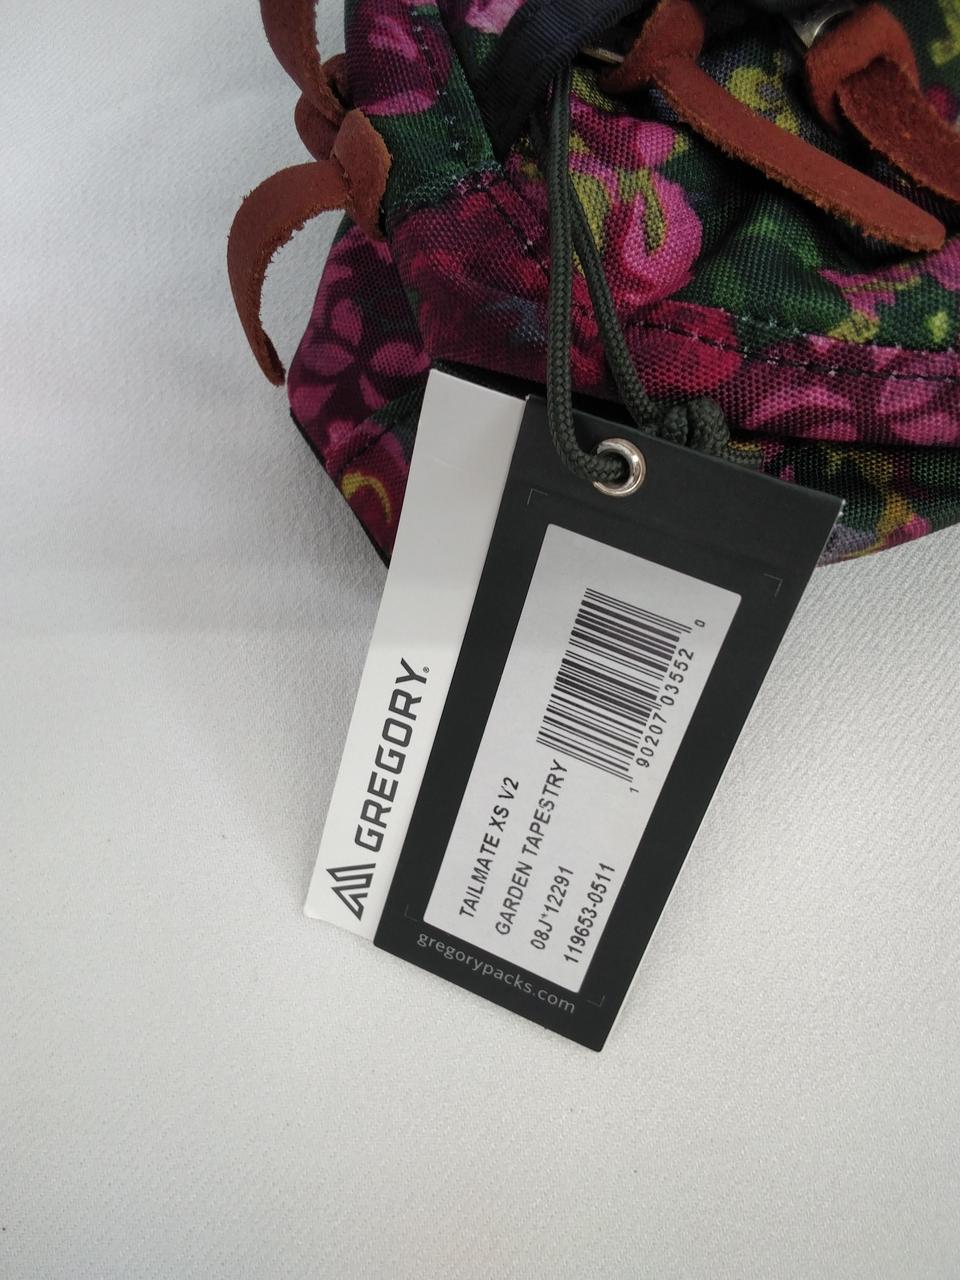 GREGORY®
TAILMATE XS V2
GARDEN TAPESTRY
08J*12291
119653-0511
1 90207 03552 0
gregorypacks.com